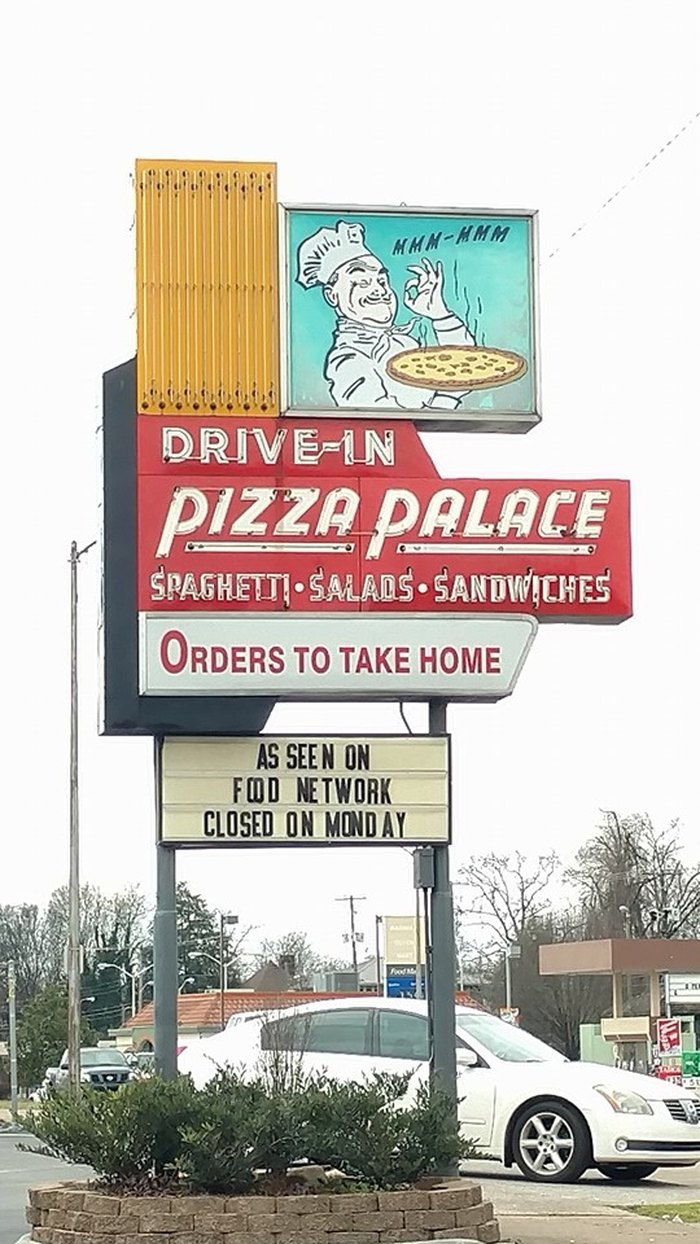 MMM-MMM
DRIVE-IN
PIZZA PALACE
SPAGHETTI • SALADS • SANDWICHES
ORDERS TO TAKE HOME
AS SEEN ON
FOOD NETWORK
CLOSED ON MONDAY